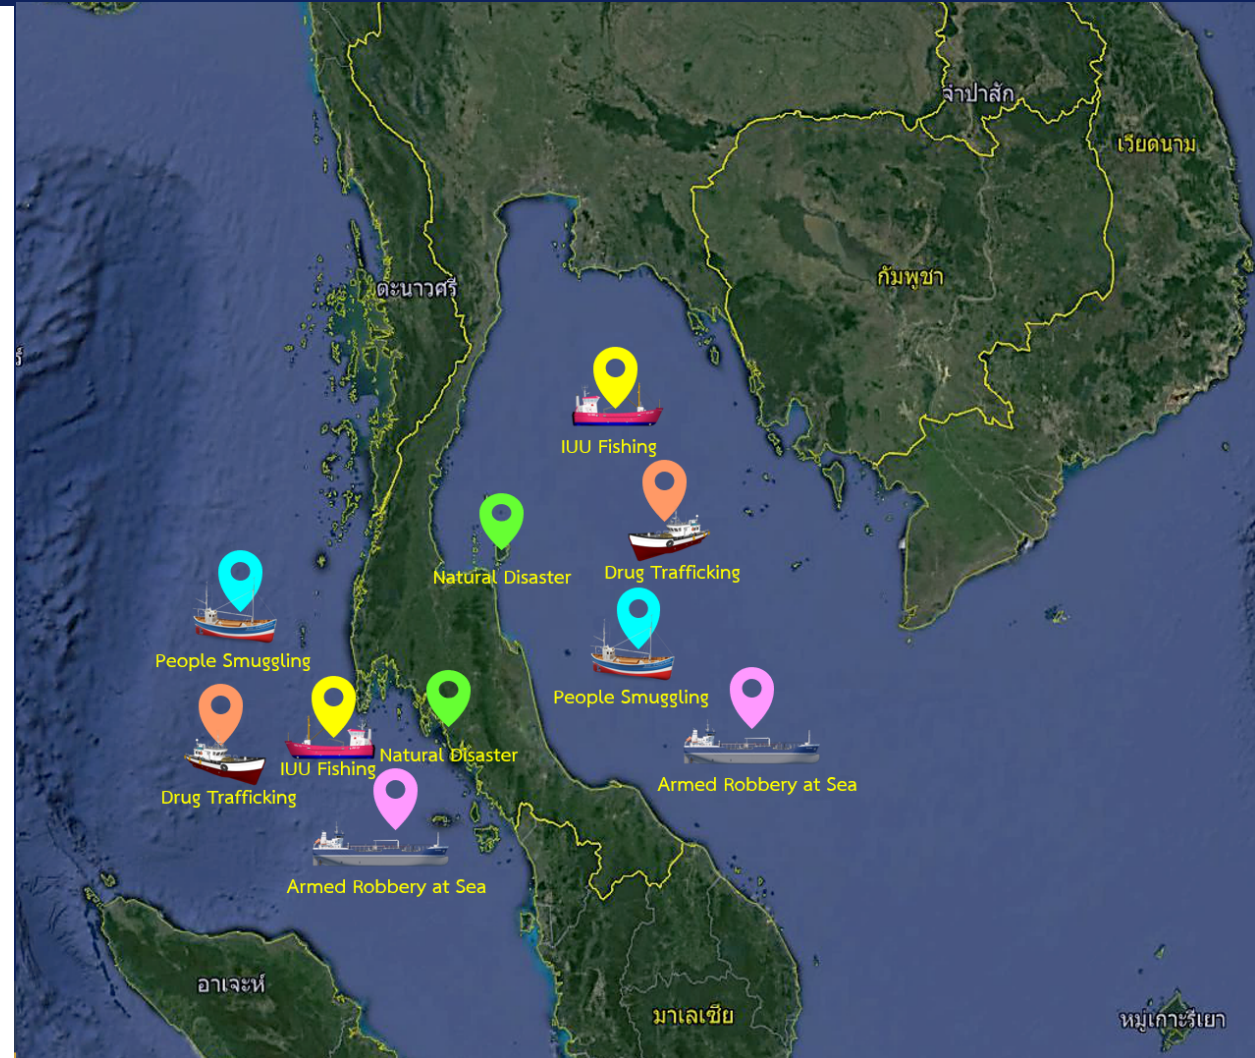 จำปาสัก
เวียดนาม
กัมพูชา
ตะนาวศรี
IUU Fishing
Drug Trafficking
Natural Disaster
People Smuggling
People Smuggling
Natural Disaster
IUU Fishing
Armed Robbery at Sea
Drug Trafficking
Armed Robbery at Sea
อาเจะห์
มาเลเซีย
หมู่เกาะรีเยา